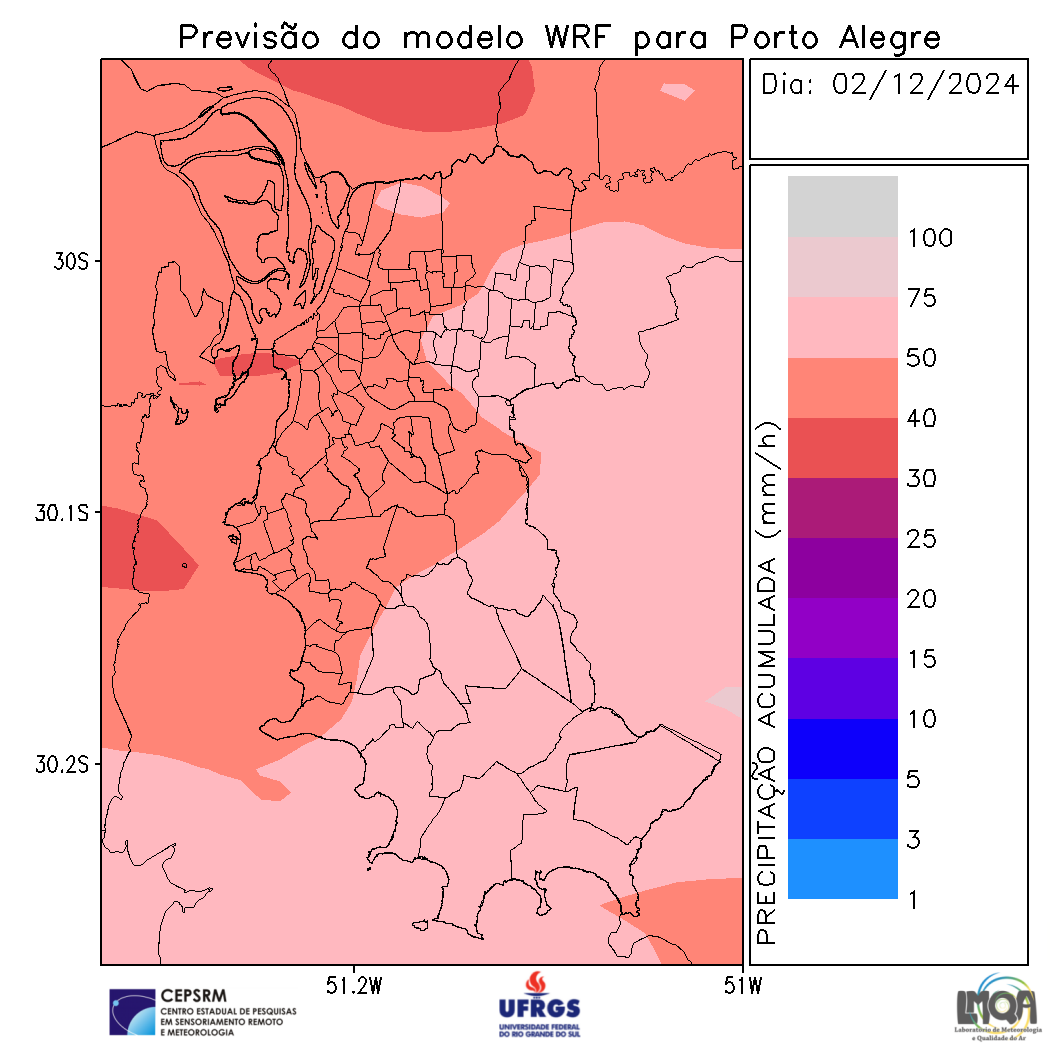 Previsão do modelo WRF para Porto Alegre
Dia: 02/12/2024
30S
30.1S
30.2S
51.2W
51W
PRECIPITAÇÃO ACUMULADA (mm/h)
100
75
50
40
30
25
20
15
10
5
3
1
CEPSRM
CENTRO ESTADUAL DE PESQUISAS
EM SENSORIAMENTO REMOTO
E METEOROLOGIA
UFRGS
UNIVERSIDADE FEDERAL
DO RIO GRANDE DO SUL
LMQA
Laboratório de Meteorologia
e Qualidade do Ar